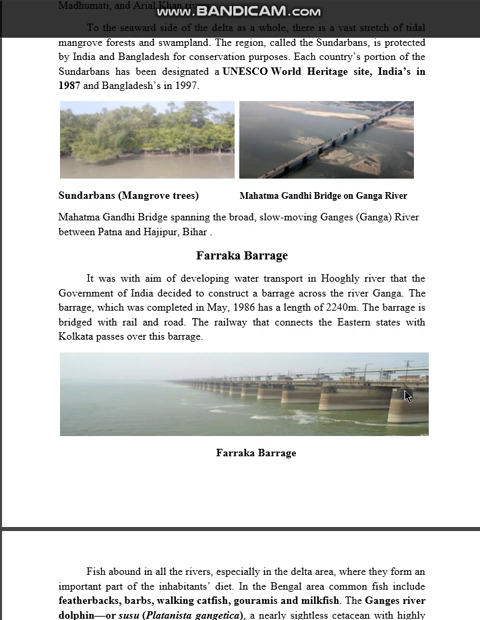 Madhumati, and Arial Khan
www.BANDICAM.com
To the seaward side of the delta as a whole, there is a vast stretch of tidal
mangrove forests and swampland. The region, called the Sundarbans, is protected
by India and Bangladesh for conservation purposes. Each country's portion of the
Sundarbans has been designated a UNESCO World Heritage site, India's in
1987 and Bangladesh's in 1997.
Sundarbans (Mangrove trees)
Mahatma Gandhi Bridge on Ganga River
Mahatma Gandhi Bridge spanning the broad, slow-moving Ganges (Ganga) River
between Patna and Hajipur, Bihar .
Farraka Barrage
It was with aim of developing water transport in Hooghly river that the
Government of India decided to construct a barrage across the river Ganga. The
barrage, which was completed in May, 1986 has a length of 2240m. The barrage is
bridged with rail and road. The railway that connects the Eastern states with
Kolkata passes over this barrage.
Farraka Barrage
Fish abound in all the rivers, especially in the delta area, where they form an
important part of the inhabitants' diet. In the Bengal area common fish include
featherbacks, barbs, walking catfish, gouramis and milkfish. The Ganges river
dolphin—or susu (Platanista gangetica), a nearly sightless cetacean with highly